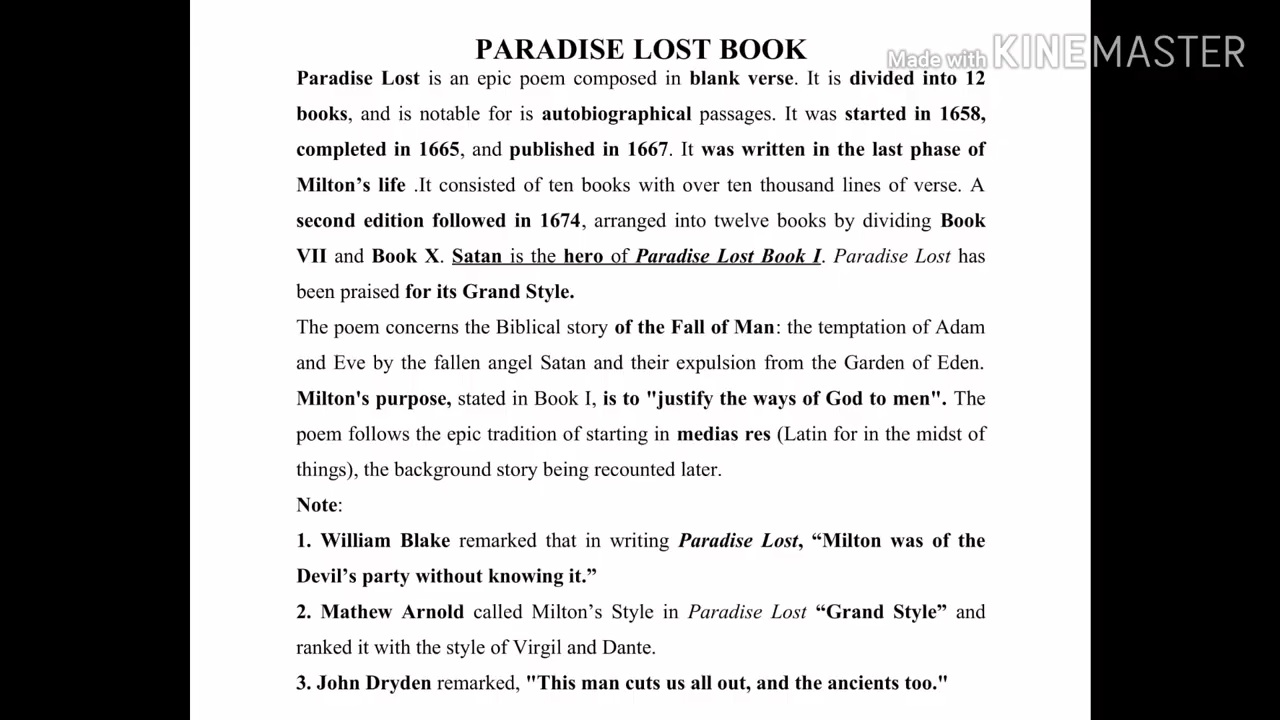 PARADISE LOST BOOK
Made with KINEMASTER
Paradise Lost is an epic poem composed in blank verse. It is divided into 12
books, and is notable for is autobiographical passages. It was started in 1658,
completed in 1665, and published in 1667. It was written in the last phase of
Milton’s life .It consisted of ten books with over ten thousand lines of verse. A
second edition followed in 1674, arranged into twelve books by dividing Book
VII and Book X. Satan is the hero of Paradise Lost Book I. Paradise Lost has
been praised for its Grand Style.
The poem concerns the Biblical story of the Fall of Man: the temptation of Adam
and Eve by the fallen angel Satan and their expulsion from the Garden of Eden.
Milton's purpose, stated in Book I, is to "justify the ways of God to men". The
poem follows the epic tradition of starting in medias res (Latin for in the midst of
things), the background story being recounted later.
Note:
1. William Blake remarked that in writing Paradise Lost, “Milton was of the
Devil’s party without knowing it.”
2. Mathew Arnold called Milton’s Style in Paradise Lost “Grand Style” and
ranked it with the style of Virgil and Dante.
3. John Dryden remarked, "This man cuts us all out, and the ancients too."